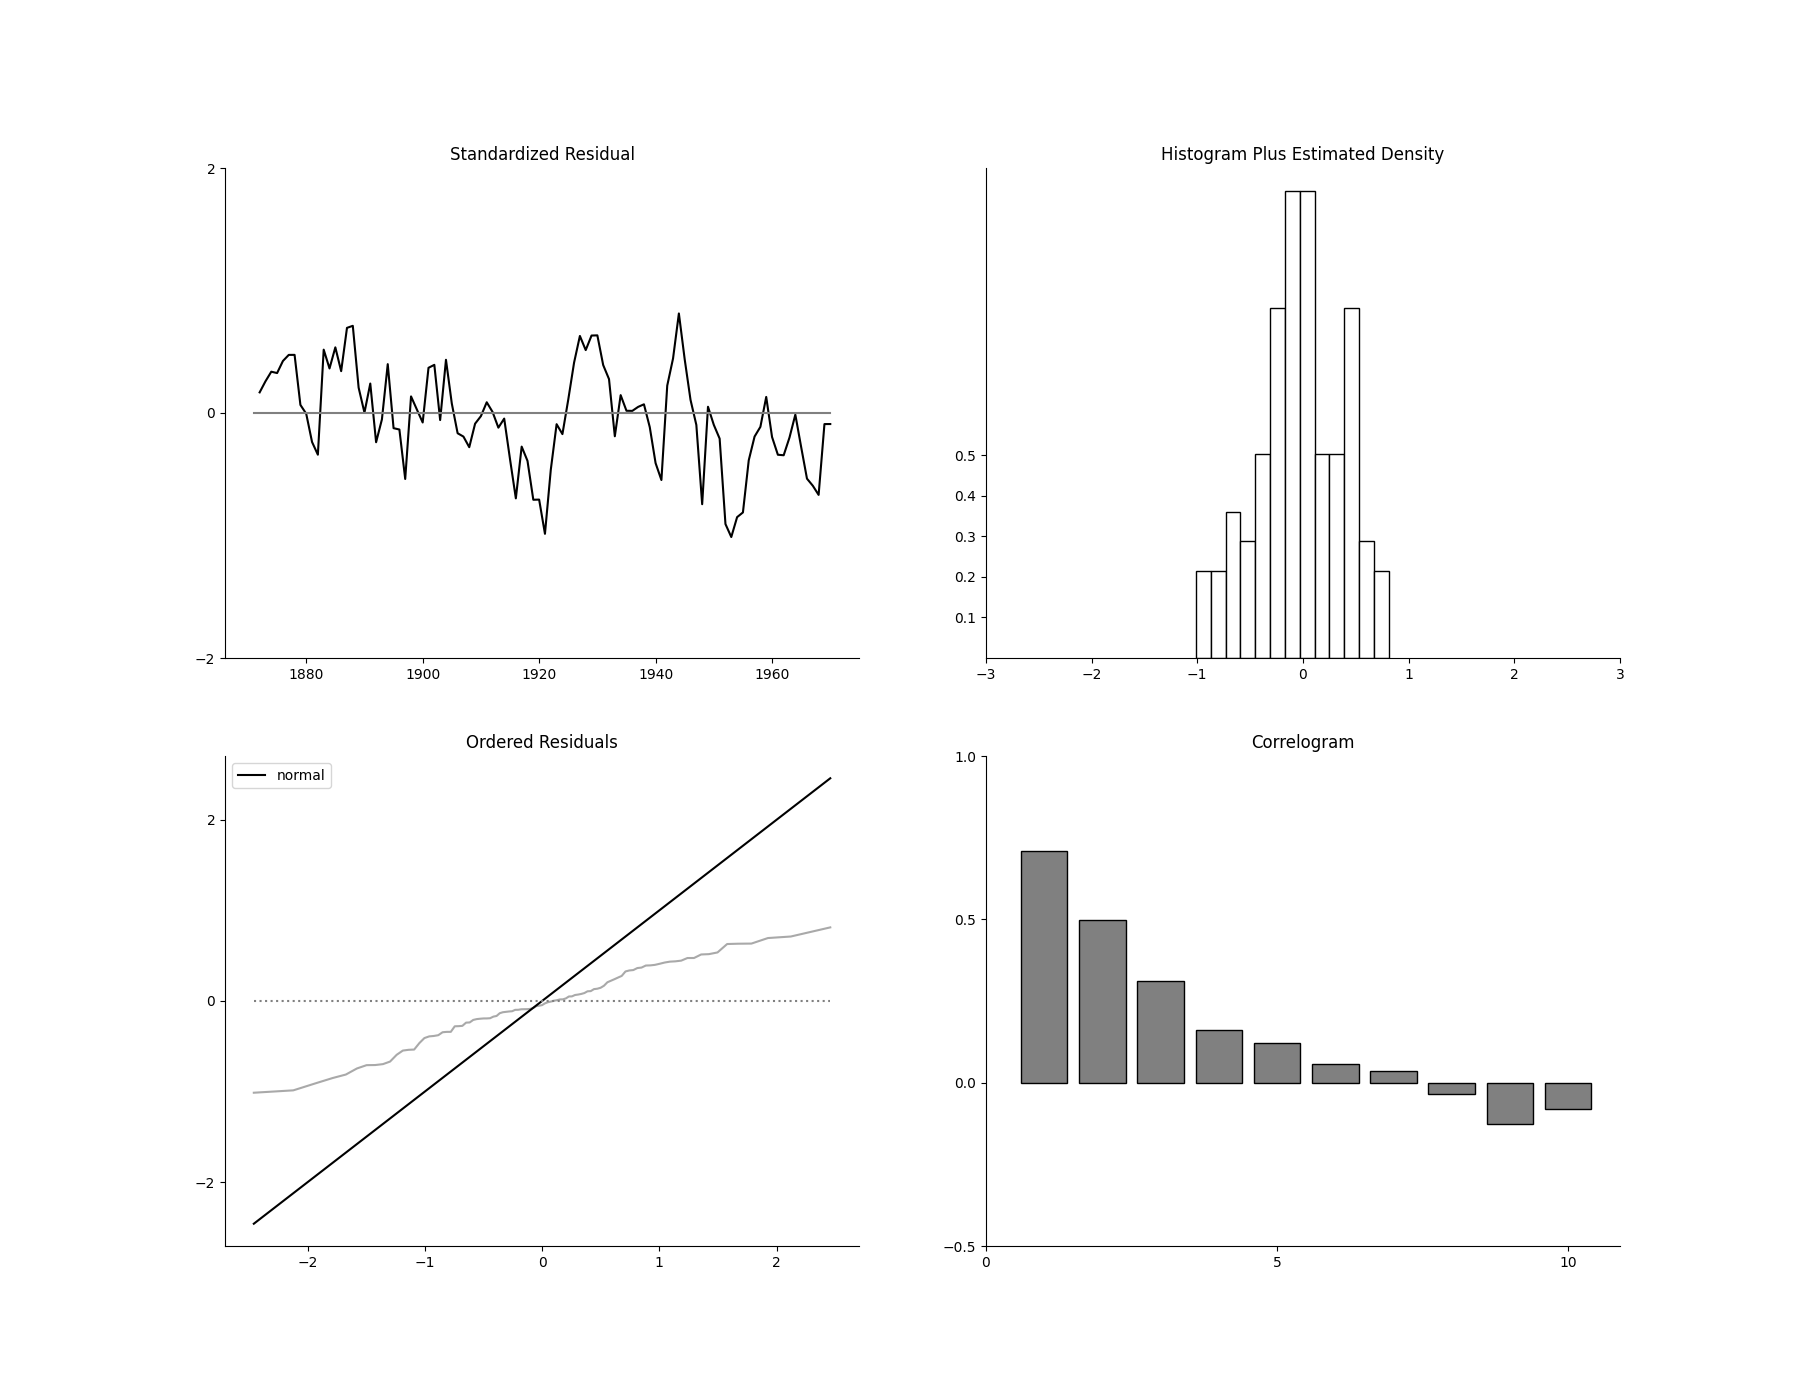 Standardized Residual
2
0
−2
1880 1900 1920 1940 1960
Histogram Plus Estimated Density
0.5
0.4
0.3
0.2
0.1
−3 −2 −1 0 1 2 3
Ordered Residuals
normal
2
0
−2
−2 −1 0 1 2
Correlogram
1.0
0.5
0.0
−0.5
0 5 10